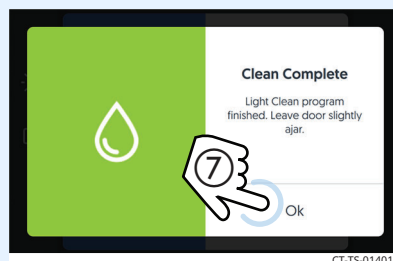 Clean Complete
Light Clean program
finished. Leave door slightly
ajar.
7
Ok
CT-TS-01401